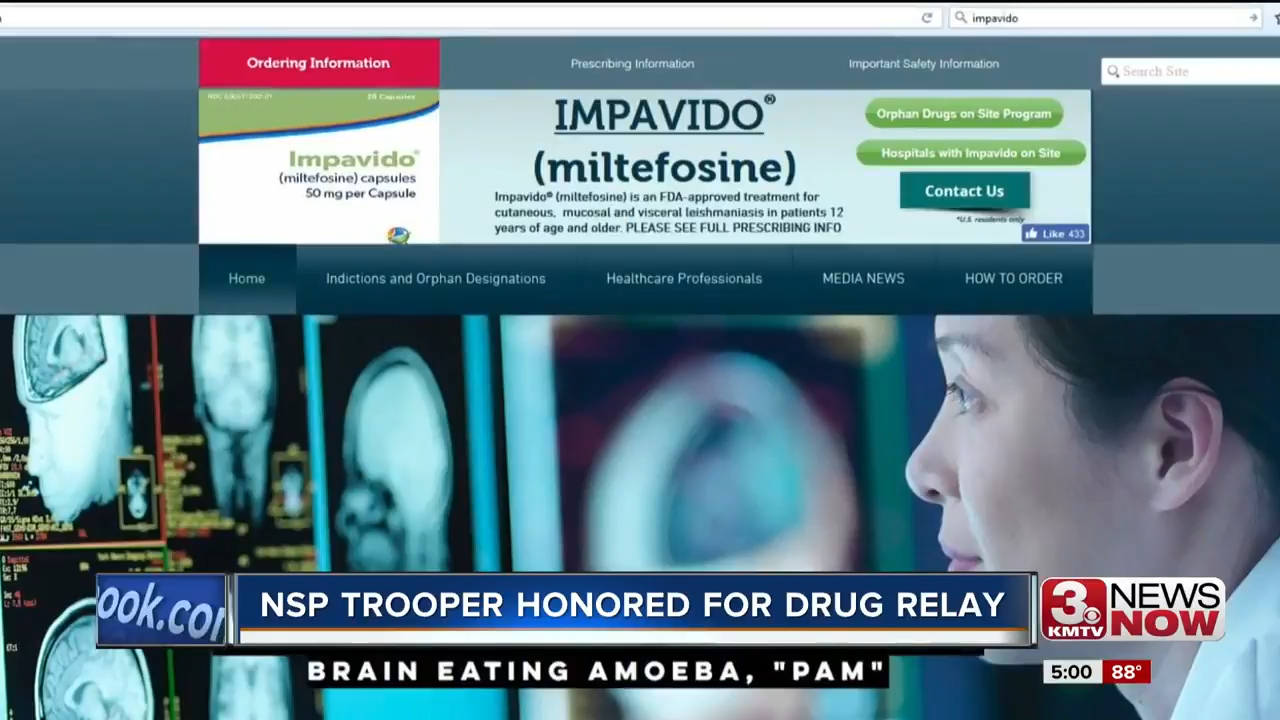 impavido
Ordering Information
Prescribing Information
Important Safety Information
Search Site
28 Capsules
Impavido®
(miltefosine) capsules
50 mg per Capsule
IMPAVIDO®
(miltefosine)
Impavido® (miltefosine) is an FDA-approved treatment for
cutaneous, mucosal and visceral leishmaniasis in patients 12
years of age and older. PLEASE SEE FULL PRESCRIBING INFO
Orphan Drugs on Site Program
Hospitals with Impavido on Site
Contact Us
*U.S. residents only
Like 433
Home
Indictions and Orphan Designations
Healthcare Professionals
MEDIA NEWS
HOW TO ORDER
ook.co
NSP TROOPER HONORED FOR DRUG RELAY
3 KMTV
NEWS
NOW
BRAIN EATING AMOEBA, "PAM"
5:00 88°